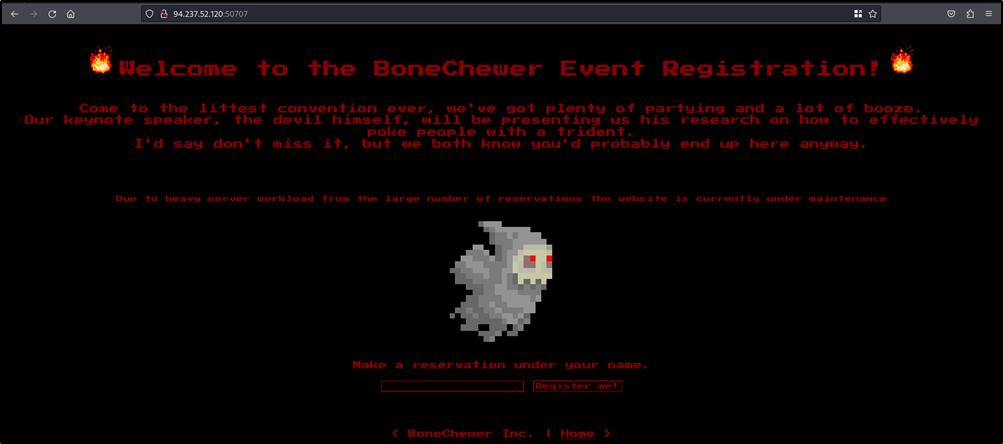 94.237.52.120:50707
Welcome to the BoneChewer Event Registration!
Come to the littest convention ever, we've got plenty of partying and a lot of booze.
Our keynote speaker, the devil himself, will be presenting us his research on how to effectively
poke people with a trident.
I'd say don't miss it, but we both know you'd probably end up here anyway.
Due to heavy server workload from the large number of reservations the website is currently under maintenance
Make a reservation under your name.
Register me!
< BoneChewer Inc. | Home >